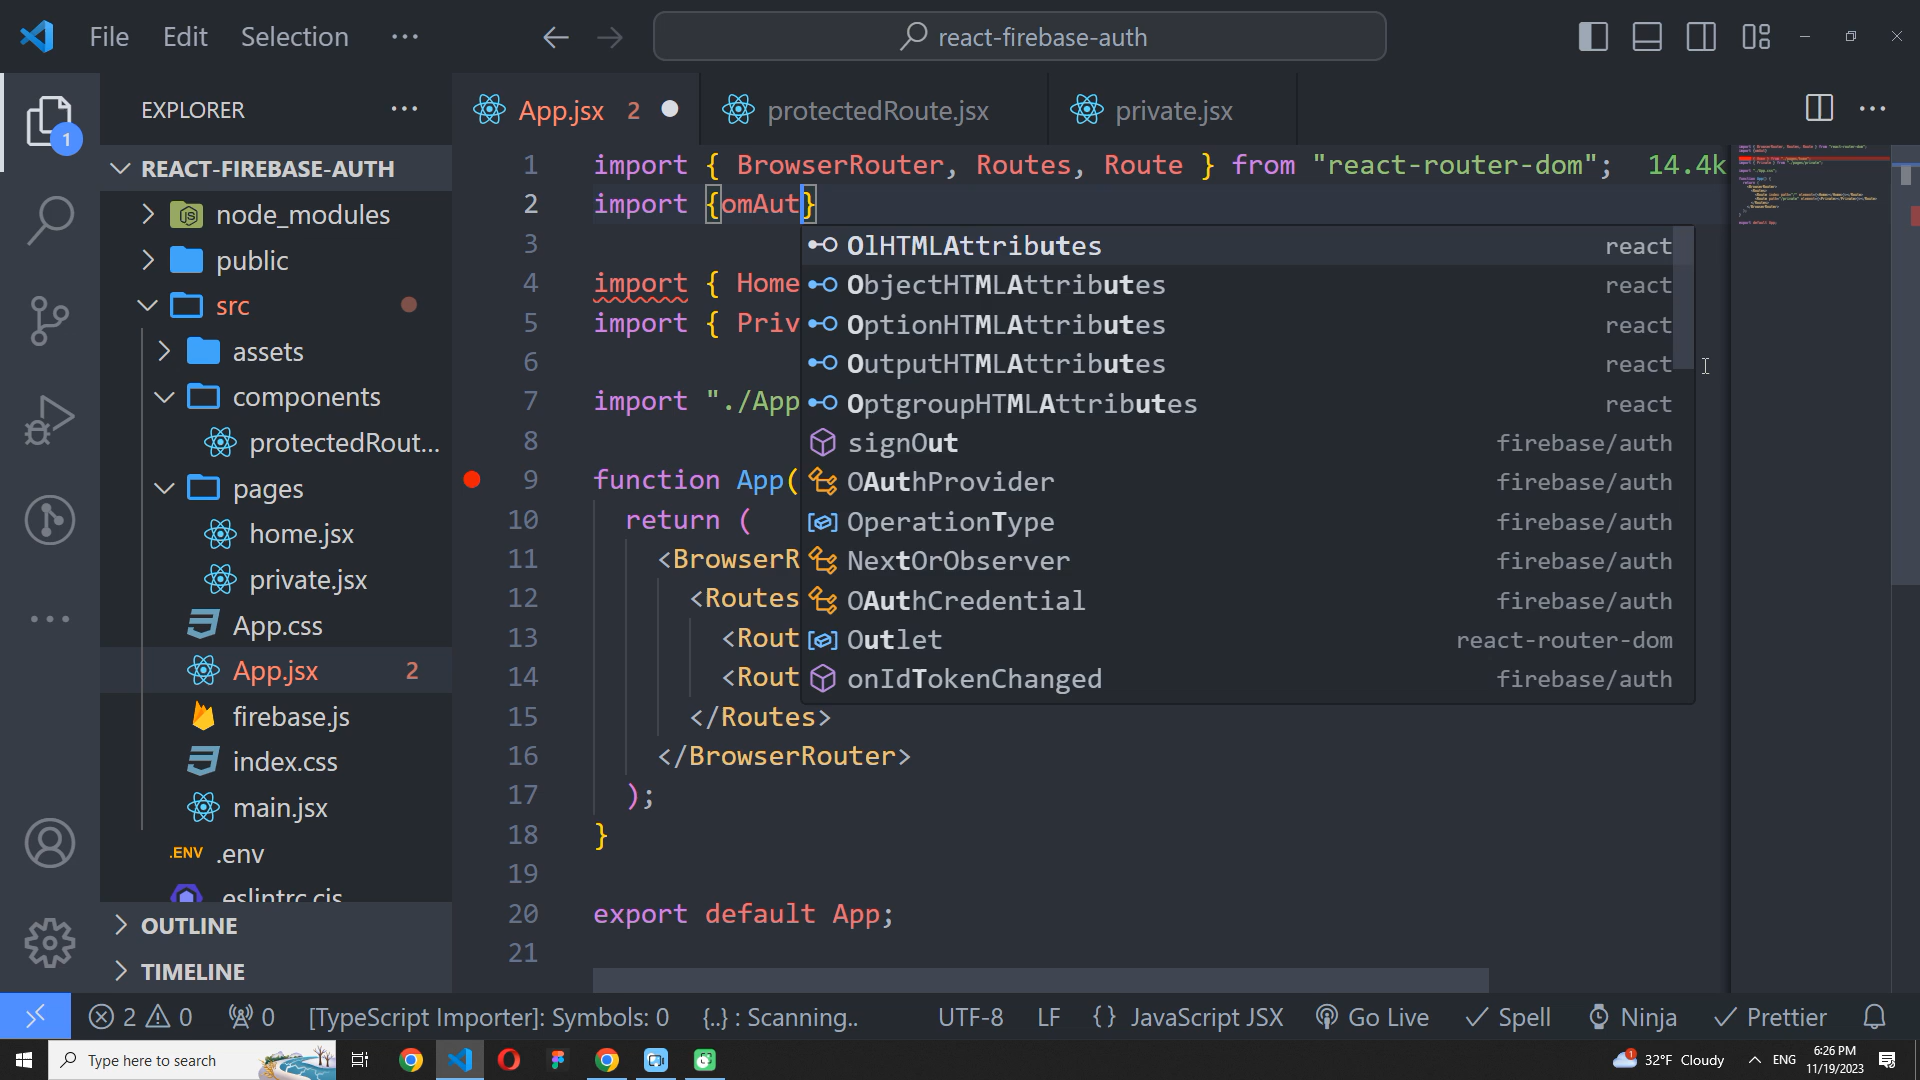 File Edit Selection ...
react-firebase-auth
EXPLORER ...
1
REACT-FIREBASE-AUTH
node_modules
public
src
assets
components
protectedRout...
pages
home.jsx
private.jsx
App.css
App.jsx 2
firebase.js
index.css
main.jsx
.ENV .env
.eslintrc.cjs
OUTLINE
TIMELINE
App.jsx 2
protectedRoute.jsx
private.jsx
1 import { BrowserRouter, Routes, Route } from "react-router-dom"; 14.4k
2 import {omAut}
3
4 import { Home
5 import { Priv
6
7 import "./App
8
9 function App(
10 return (
11 <BrowserR
12 <Routes
13 <Rout
14 <Rout
15 </Routes>
16 </BrowserRouter>
17 );
18 }
19
20 export default App;
21
OlHTMLAttributes react
ObjectHTMLAttributes react
OptionHTMLAttributes react
OutputHTMLAttributes react
OptgroupHTMLAttributes react
signOut firebase/auth
OAuthProvider firebase/auth
OperationType firebase/auth
NextOrObserver firebase/auth
OAuthCredential firebase/auth
Outlet react-router-dom
onIdTokenChanged firebase/auth
2 0 0 [TypeScript Importer]: Symbols: 0 {..} : Scanning.. UTF-8 LF {} JavaScript JSX Go Live Spell Ninja Prettier
Type here to search
1 32°F Cloudy ENG 6:26 PM
11/19/2023